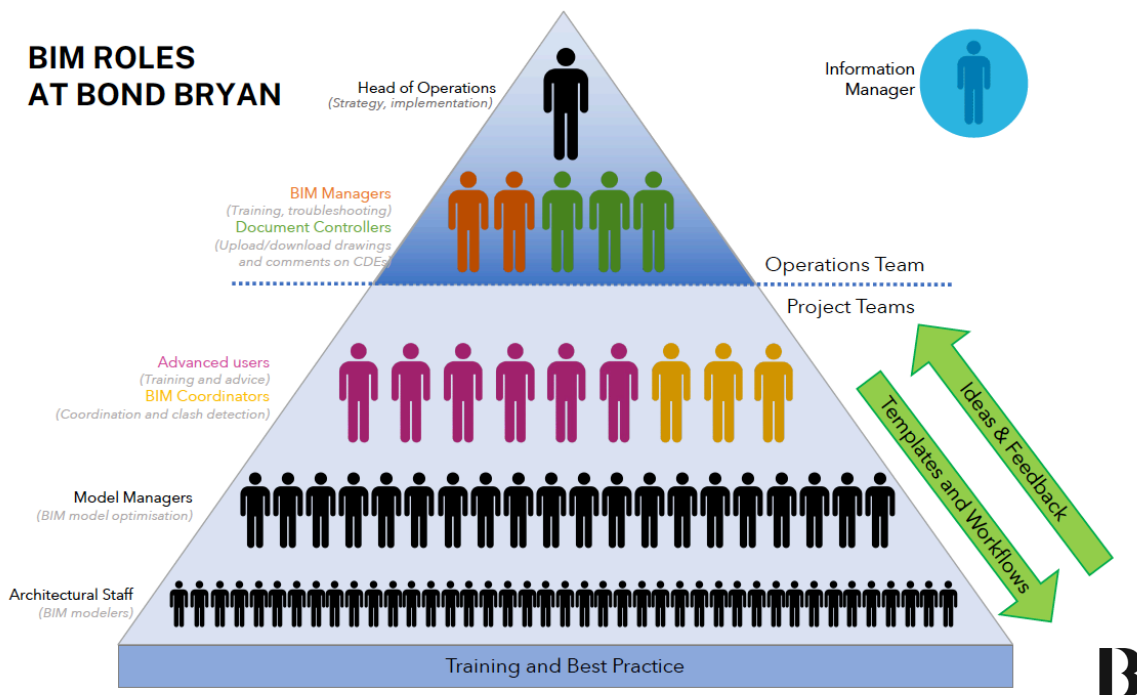 BIM ROLES
AT BOND BRYAN
Head of Operations
(Strategy, implementation)
Information
Manager
BIM Managers
(Training, troubleshooting)
Document Controllers
(Upload/download drawings
and comments on CDEs)
Operations Team
Project Teams
Advanced users
(Training and advice)
BIM Coordinators
(Coordination and clash detection)
Ideas & Feedback
Templates and Workflows
Model Managers
(BIM model optimisation)
Architectural Staff
(BIM modelers)
Training and Best Practice
B